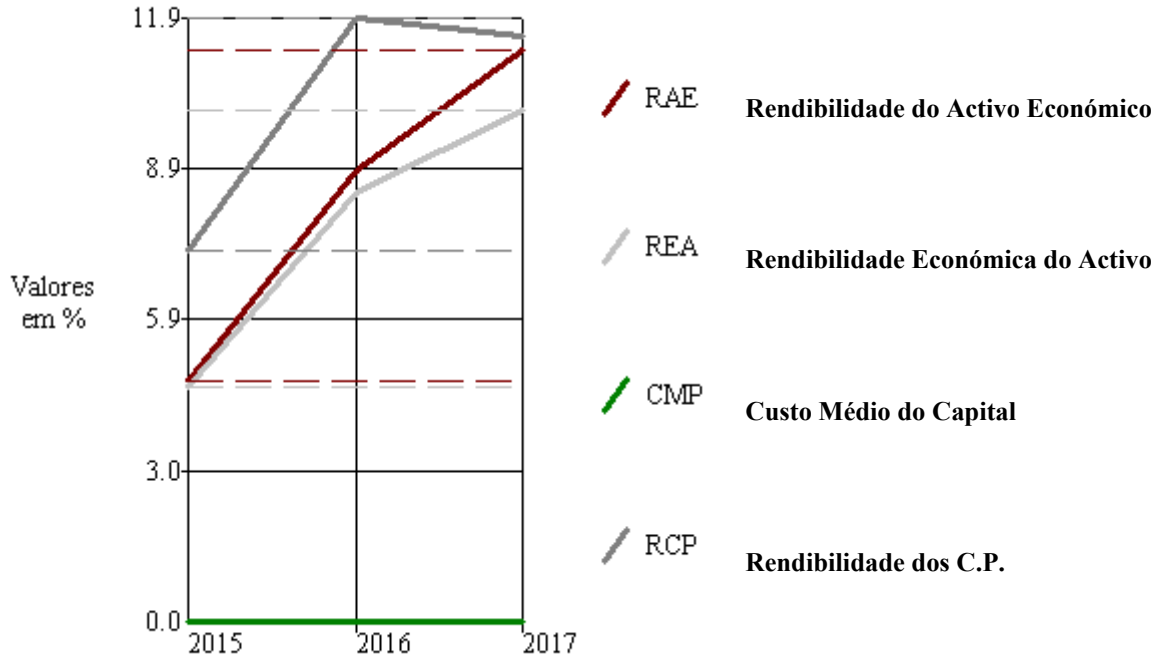 11.9
8.9
Valores
em %
5.9
3.0
0.0
2015
2016
2017
RAE Rendibilidade do Activo Económico
REA Rendibilidade Económica do Activo
CMP Custo Médio do Capital
RCP Rendibilidade dos C.P.